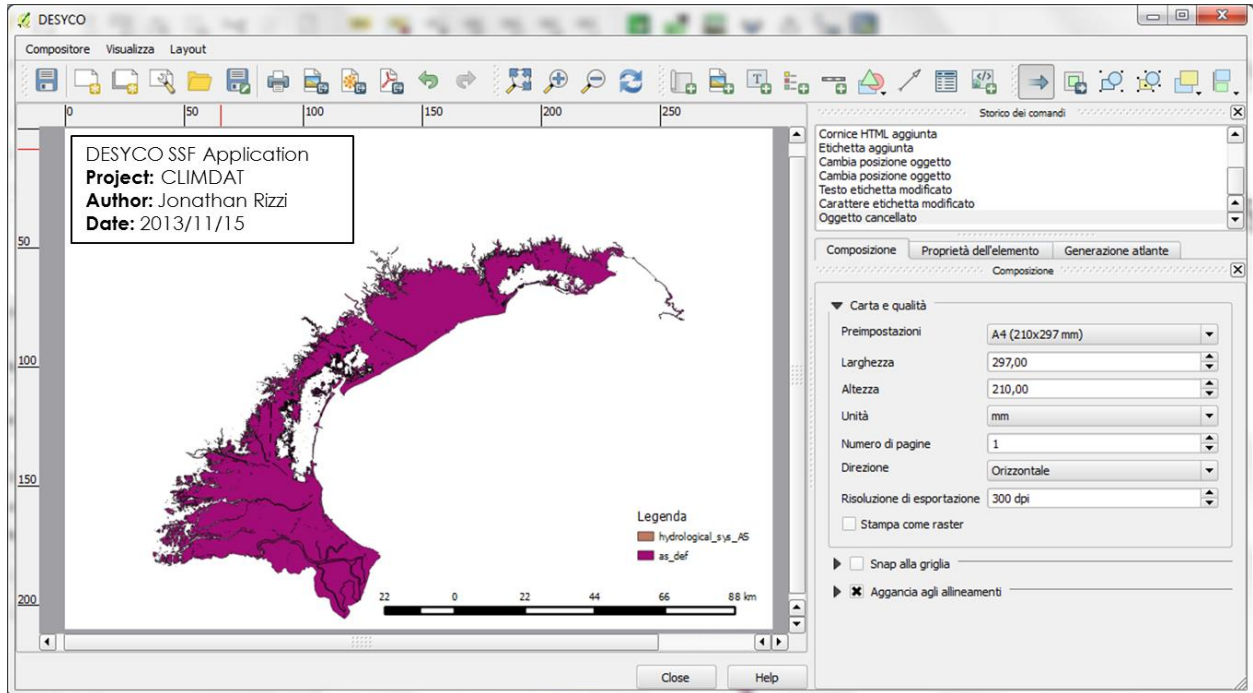 DESYCO
Compositore Visualizza Layout
0 50 100 150 200 250
50
100
150
200
DESYCO SSF Application
Project: CLIMDAT
Author: Jonathan Rizzi
Date: 2013/11/15
Legenda
hydrological_sys_AS
as_def
22 0 22 44 66 88 km
Close Help
Storico dei comandi
Cornice HTML aggiunta
Etichetta aggiunta
Cambia posizione oggetto
Cambia posizione oggetto
Testo etichetta modificato
Carattere etichetta modificato
Oggetto cancellato
Composizione Proprietà dell'elemento Generazione atlante
Composizione
Carta e qualità
Preimpostazioni A4 (210x297 mm)
Larghezza 297,00
Altezza 210,00
Unità mm
Numero di pagine 1
Direzione Orizzontale
Risoluzione di esportazione 300 dpi
Stampa come raster
Snap alla griglia
Aggancia agli allineamenti